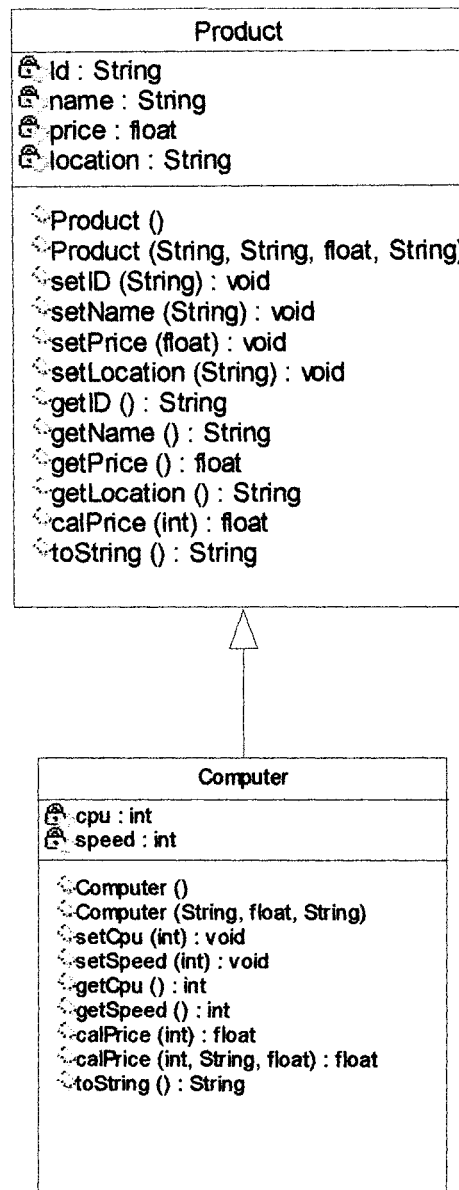 Product
Id : String
name : String
price : float
location : String
Product ()
Product (String, String, float, String)
setID (String) : void
setName (String) : void
setPrice (float) : void
setLocation (String) : void
getID () : String
getName () : String
getPrice () : float
getLocation () : String
calPrice (int) : float
toString () : String
Computer
cpu : int
speed : int
Computer ()
Computer (String, float, String)
setCpu (int) : void
setSpeed (int) : void
getCpu () : int
getSpeed () : int
calPrice (int) : float
calPrice (int, String, float) : float
toString () : String